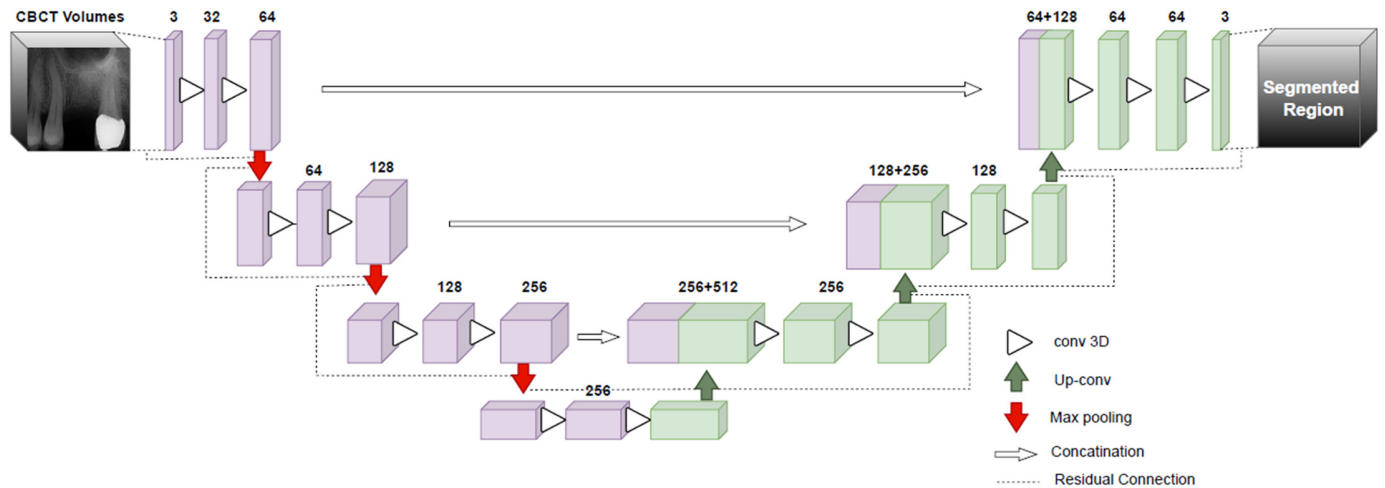 CBCT Volumes 3 32 64 64+128 64 64 3
Segmented
Region
64 128 128+256 128
128 256 256+512 256
256
conv 3D
Up-conv
Max pooling
Concatination
Residual Connection